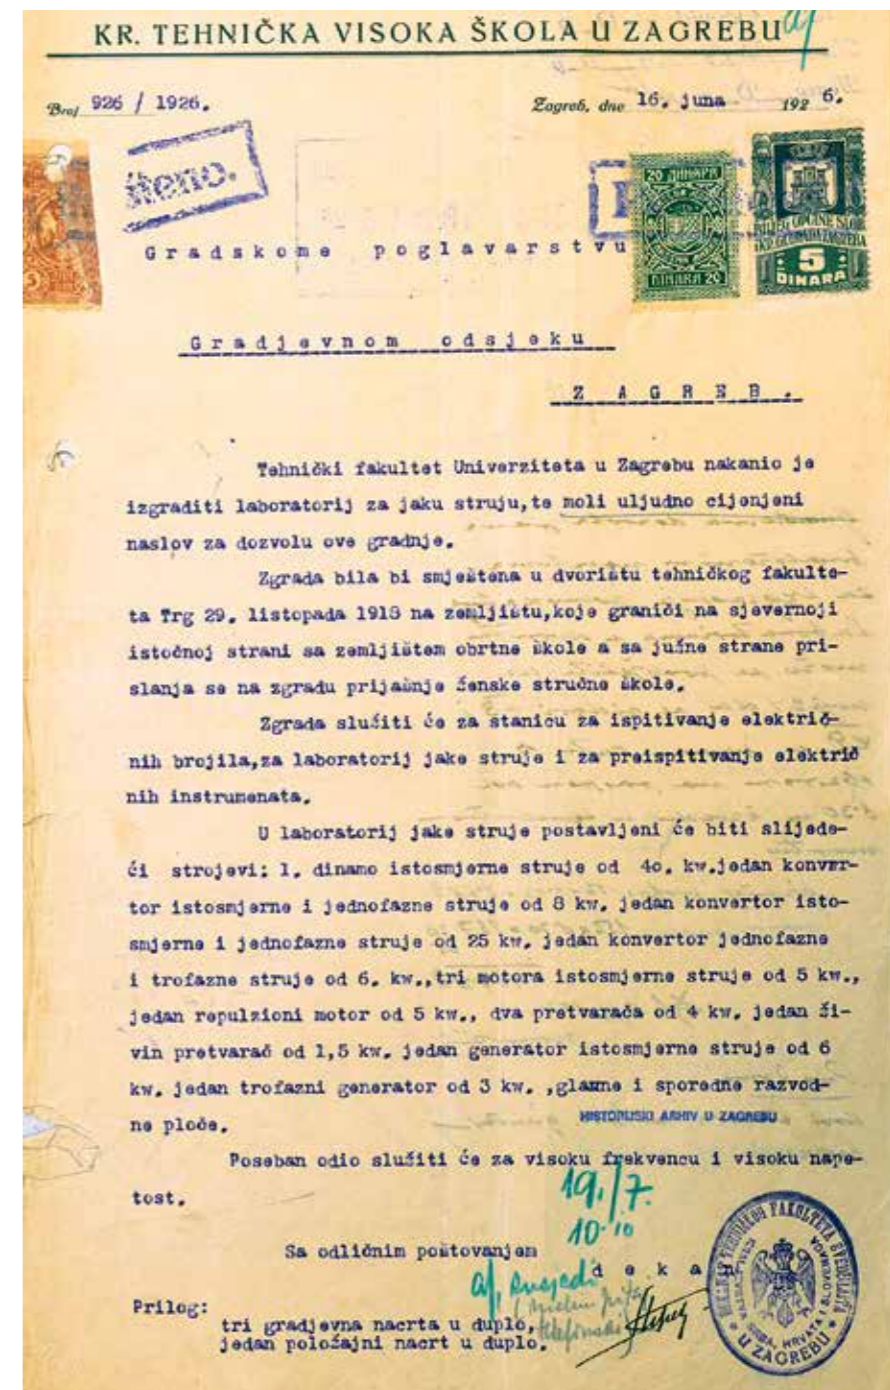 KR. TEHNIČKA VISOKA ŠKOLA U ZAGREBU
Broj 926 / 1926.
Zagreb, dne 16. juna 1926.
šteno.
20 ДИНАРА
DINARA 20
5
DINARA
Gradskome poglavarstvu
Gradjevnom odsjeku
ZAGREB.
Tehnički fakultet Univerziteta u Zagrebu nakanio je
izgraditi laboratorij za jaku struju,te moli uljudno cijenjeni
naslov za dozvolu ove gradnje.
Zgrada bila bi smještena u dvorištu tehničkog fakulte-
ta Trg 29. listopada 1918 na zemljištu,koje graniči na sjevernoji
istočnoj strani sa zemljištem obrtne škole a sa južne strane pri-
slanja se na zgradu prijašnje ženske stručne škole.
Zgrada služiti će za stanicu za ispitivanje električ-
nih brojila,za laboratorij jake struje i za preispitivanje električ
nih instrumenata.
U laboratorij jake struje postavljeni će biti slijede-
ći strojevi: 1. dinamo istosmjerne struje od 4o. kw.jedan konver-
tor istosmjerne i jednofazne struje od 8 kw. jedan konvertor isto-
smjerne i jednofazne struje od 25 kw. jedan konvertor jednofazne
i trofazne struje od 6. kw.,tri motora istosmjerne struje od 5 kw.,
jedan repulzioni motor od 5 kw., dva pretvarača od 4 kw. jedan ži-
vin pretvarač od 1,5 kw. jedan generator istosmjerne struje od 6
kw. jedan trofazni generator od 3 kw. ,glavne i sporedne razvod-
ne ploče.
HISTORIJSKI ARHIV U ZAGREBU
Poseban odio služiti će za visoku frekvencu i visoku nape-
tost.
19./7.
10·10
Sa odličnim poštovanjem
dekan
Prilog:
tri gradjevna nacrta u duplo,
jedan položajni nacrt u duplo.
U ZAGREBU